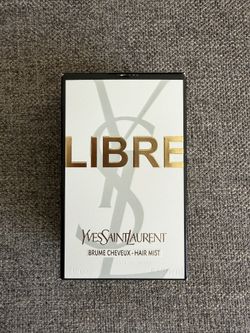 LIBRE
YVESSAINTLAURENT
BRUME CHEVEUX - HAIR MIST